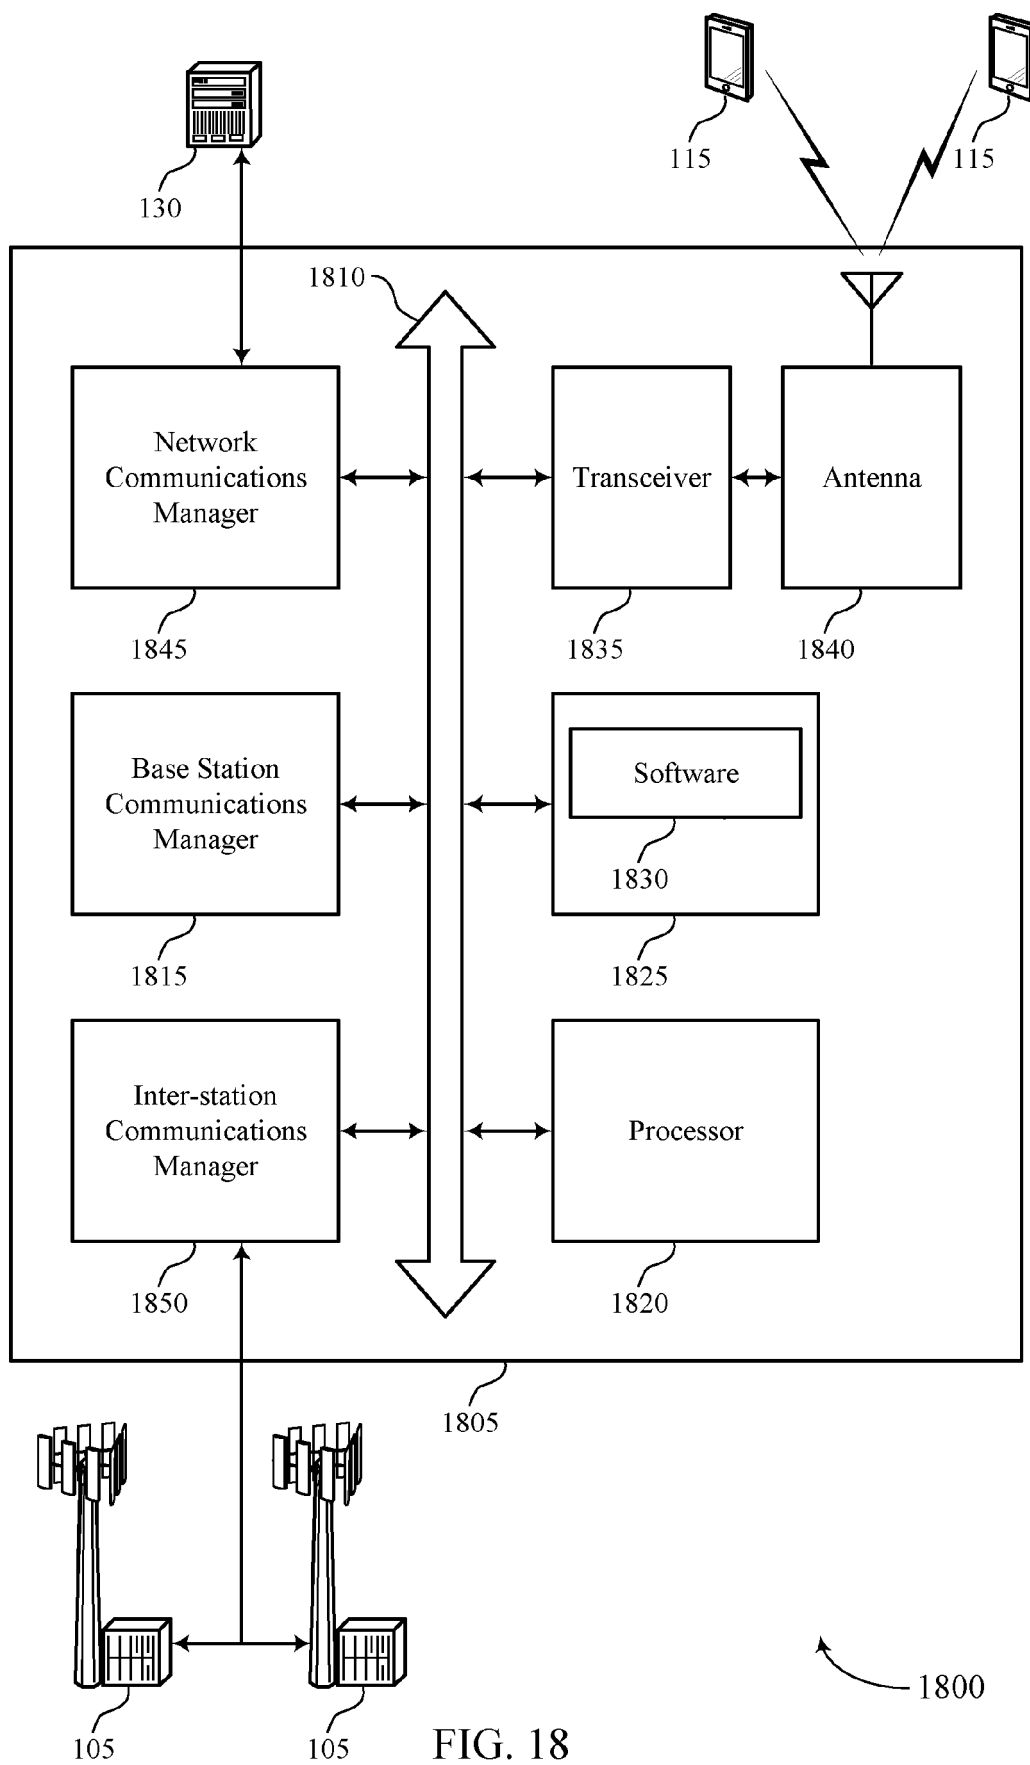 115
115
130
1810
Network
Communications
Manager
Transceiver
Antenna
1845
1835
1840
Base Station
Communications
Manager
Software
1830
1815
1825
Inter-station
Communications
Manager
Processor
1850
1820
1805
1800
105
105
FIG. 18